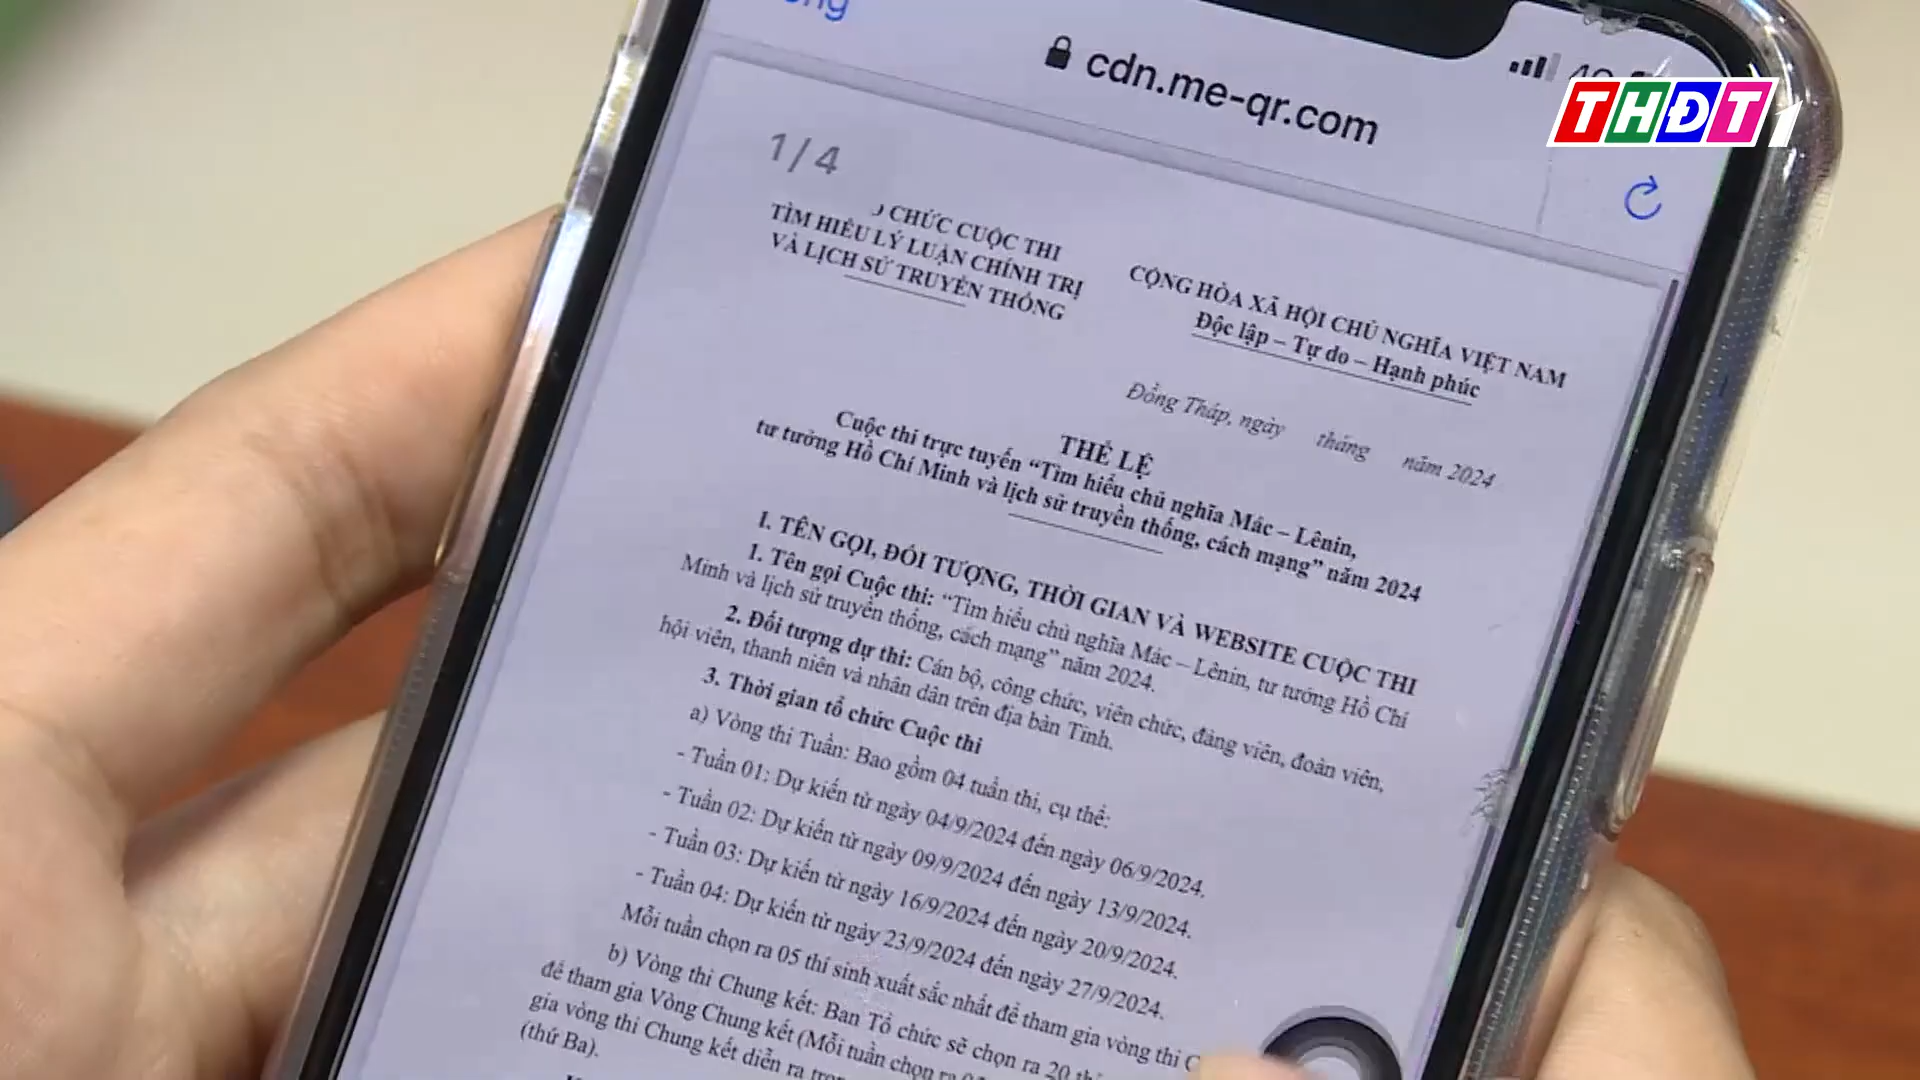 cdn.me-qr.com
THĐT1
1/4
CHỨC CUỘC THI
TÌM HIỂU LÝ LUẬN CHÍNH TRỊ
VÀ LỊCH SỬ TRUYỀN THỐNG
CỘNG HÒA XÃ HỘI CHỦ NGHĨA VIỆT NAM
Độc lập – Tự do – Hạnh phúc
Đồng Tháp, ngày tháng năm 2024
THỂ LỆ
Cuộc thi trực tuyến “Tìm hiểu chủ nghĩa Mác – Lênin,
tư tưởng Hồ Chí Minh và lịch sử truyền thống, cách mạng” năm 2024
I. TÊN GỌI, ĐỐI TƯỢNG, THỜI GIAN VÀ WEBSITE CUỘC THI
1. Tên gọi Cuộc thi: “Tìm hiểu chủ nghĩa Mác – Lênin, tư tưởng Hồ Chí
Minh và lịch sử truyền thống, cách mạng” năm 2024.
2. Đối tượng dự thi: Cán bộ, công chức, viên chức, đảng viên, đoàn viên,
hội viên, thanh niên và nhân dân trên địa bàn Tỉnh.
3. Thời gian tổ chức Cuộc thi
a) Vòng thi Tuần: Bao gồm 04 tuần thi, cụ thể:
- Tuần 01: Dự kiến từ ngày 04/9/2024 đến ngày 06/9/2024.
- Tuần 02: Dự kiến từ ngày 09/9/2024 đến ngày 13/9/2024.
- Tuần 03: Dự kiến từ ngày 16/9/2024 đến ngày 20/9/2024.
- Tuần 04: Dự kiến từ ngày 23/9/2024 đến ngày 27/9/2024.
Mỗi tuần chọn ra 05 thí sinh xuất sắc nhất để tham gia vòng thi
b) Vòng thi Chung kết: Ban Tổ chức sẽ chọn ra 20
để tham gia Vòng Chung kết (Mỗi tuần chọn ra
gia vòng thi Chung kết diễn ra
(thứ Ba).